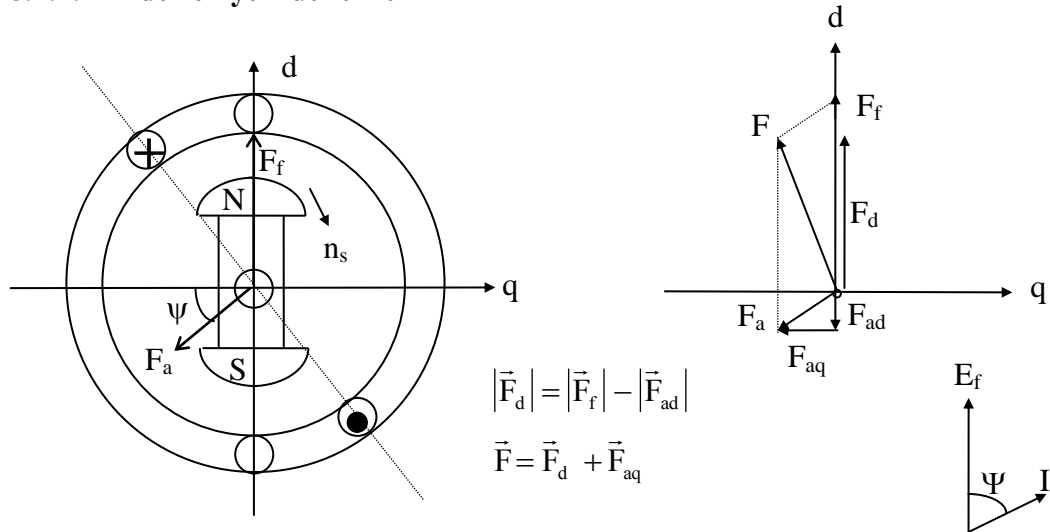 d
F_f
N
n_s
q
ψ
F_a
S
d
F
F_f
F_d
q
F_a
F_ad
F_aq
|F⃗_d| = |F⃗_f| − |F⃗_ad|
F⃗ = F⃗_d + F⃗_aq
E_f
Ψ
I